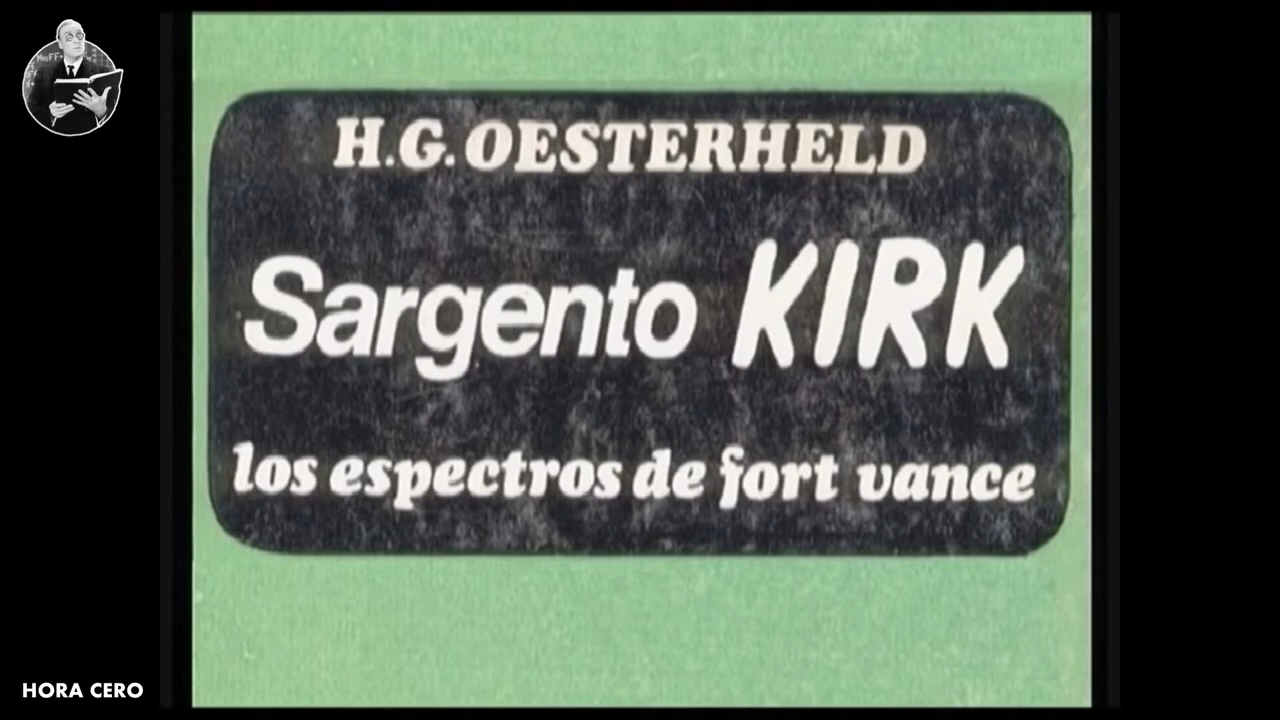 H.G. OESTERHELD
Sargento KIRK
los espectros de fort vance
HORA CERO